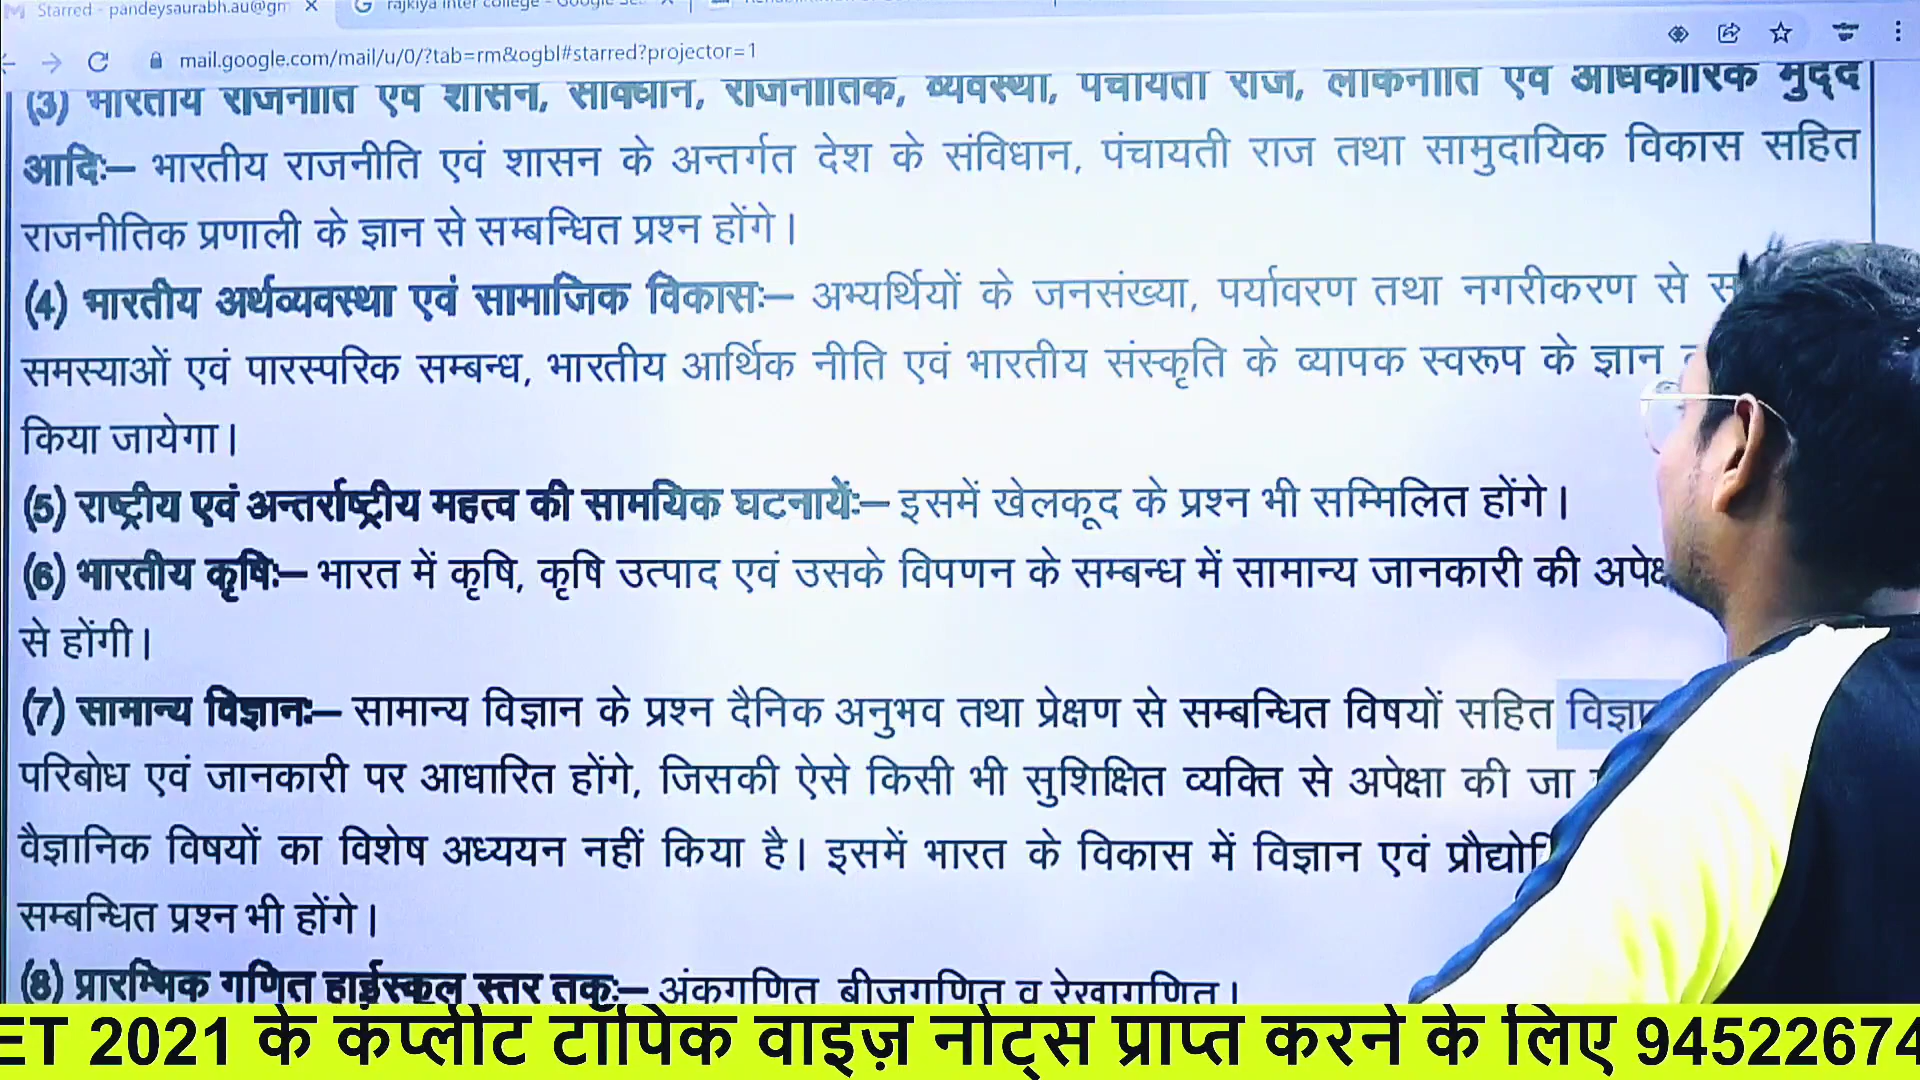 Starred - pandeysaurabh.au@gm
rajkiya inter college - Google Se
mail.google.com/mail/u/0/?tab=rm&ogbl#starred?projector=1
(3) भारतीय राजनीति एवं शासन, संविधान, राजनीतिक, व्यवस्था, पंचायती राज, लोकनीति एवं आधिकारिक मुद्दे
आदिः– भारतीय राजनीति एवं शासन के अन्तर्गत देश के संविधान, पंचायती राज तथा सामुदायिक विकास सहित
राजनीतिक प्रणाली के ज्ञान से सम्बन्धित प्रश्न होंगे।
(4) भारतीय अर्थव्यवस्था एवं सामाजिक विकासः– अभ्यर्थियों के जनसंख्या, पर्यावरण तथा नगरीकरण से
समस्याओं एवं पारस्परिक सम्बन्ध, भारतीय आर्थिक नीति एवं भारतीय संस्कृति के व्यापक स्वरूप के ज्ञान
किया जायेगा।
(5) राष्ट्रीय एवं अन्तर्राष्ट्रीय महत्व की सामयिक घटनायेंः– इसमें खेलकूद के प्रश्न भी सम्मिलित होंगे।
(6) भारतीय कृषिः– भारत में कृषि, कृषि उत्पाद एवं उसके विपणन के सम्बन्ध में सामान्य जानकारी की
से होंगी।
(7) सामान्य विज्ञानः– सामान्य विज्ञान के प्रश्न दैनिक अनुभव तथा प्रेक्षण से सम्बन्धित विषयों सहित
परिबोध एवं जानकारी पर आधारित होंगे, जिसकी ऐसे किसी भी सुशिक्षित व्यक्ति से अपेक्षा की जा
वैज्ञानिक विषयों का विशेष अध्ययन नहीं किया है। इसमें भारत के विकास में विज्ञान एवं
सम्बन्धित प्रश्न भी होंगे।
(8) प्रारम्भिक गणित हाईस्कूल स्तर तकः– अंकगणित, बीजगणित व रेखागणित।
ET 2021 के कंप्लीट टॉपिक वाइज़ नोट्स प्राप्त करने के लिए 94522674